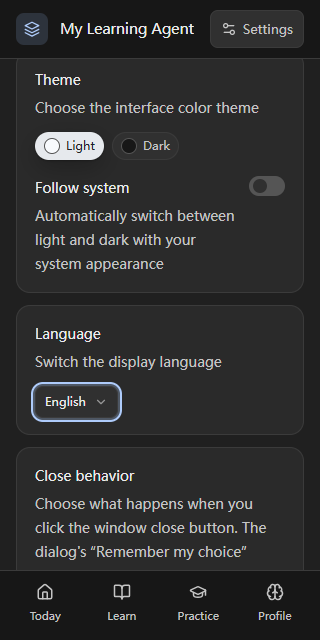 My Learning Agent
Settings
Theme
Choose the interface color theme
Light
Dark
Follow system
Automatically switch between
light and dark with your
system appearance
Language
Switch the display language
English
Close behavior
Choose what happens when you
click the window close button. The
dialog's “Remember my choice”
Today
Learn
Practice
Profile